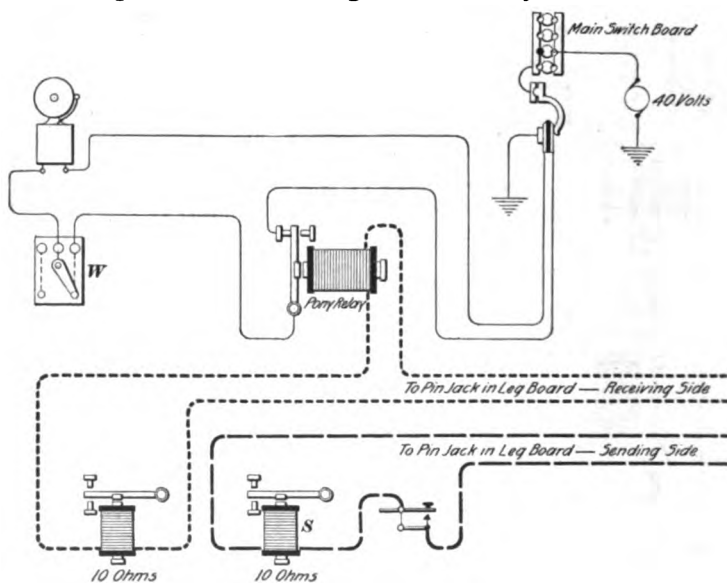 Main Switch Board
40 Volts
W
Pony Relay
To Pin Jack in Leg Board — Receiving Side
To Pin Jack in Leg Board — Sending Side
S
10 Ohms
10 Ohms